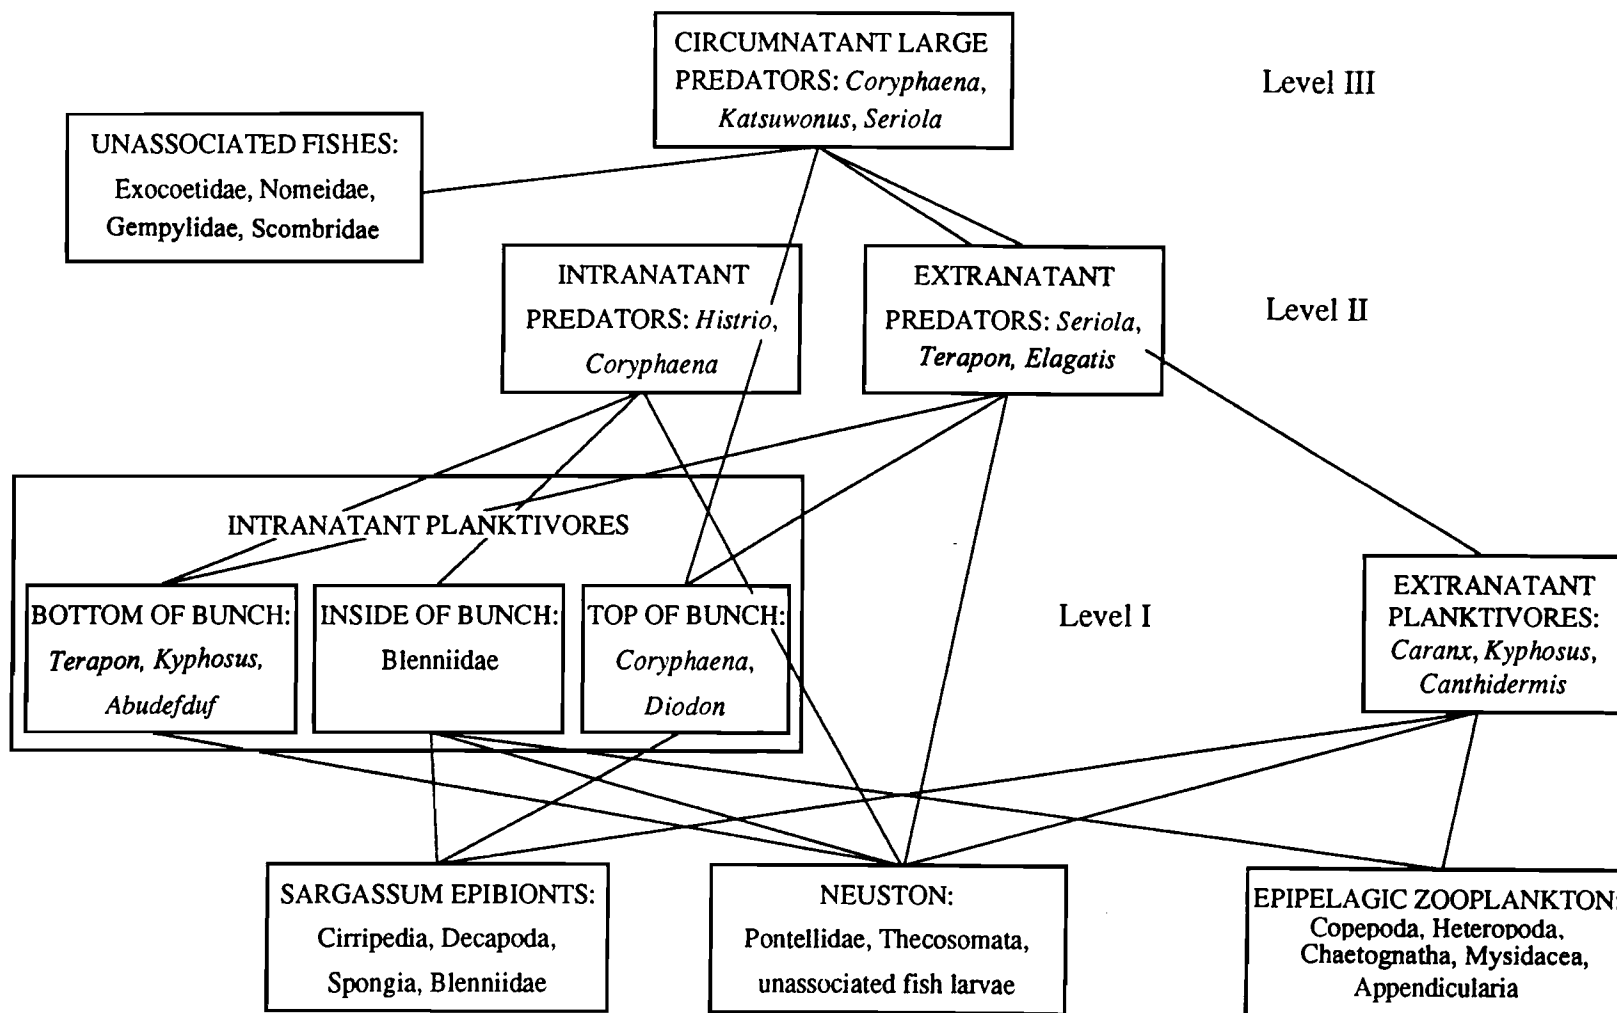 CIRCUMNATANT LARGE
PREDATORS: Coryphaena,
Katsuwonus, Seriola
Level III
UNASSOCIATED FISHES:
Exocoetidae, Nomeidae,
Gempylidae, Scombridae
INTRANATANT
PREDATORS: Histrio,
Coryphaena
EXTRANATANT
PREDATORS: Seriola,
Terapon, Elagatis
Level II
INTRANATANT PLANKTIVORES
BOTTOM OF BUNCH:
Terapon, Kyphosus,
Abudefduf
INSIDE OF BUNCH:
Blenniidae
TOP OF BUNCH:
Coryphaena,
Diodon
Level I
EXTRANATANT
PLANKTIVORES:
Caranx, Kyphosus,
Canthidermis
SARGASSUM EPIBIONTS:
Cirripedia, Decapoda,
Spongia, Blenniidae
NEUSTON:
Pontellidae, Thecosomata,
unassociated fish larvae
EPIPELAGIC ZOOPLANKTON:
Copepoda, Heteropoda,
Chaetognatha, Mysidacea,
Appendicularia